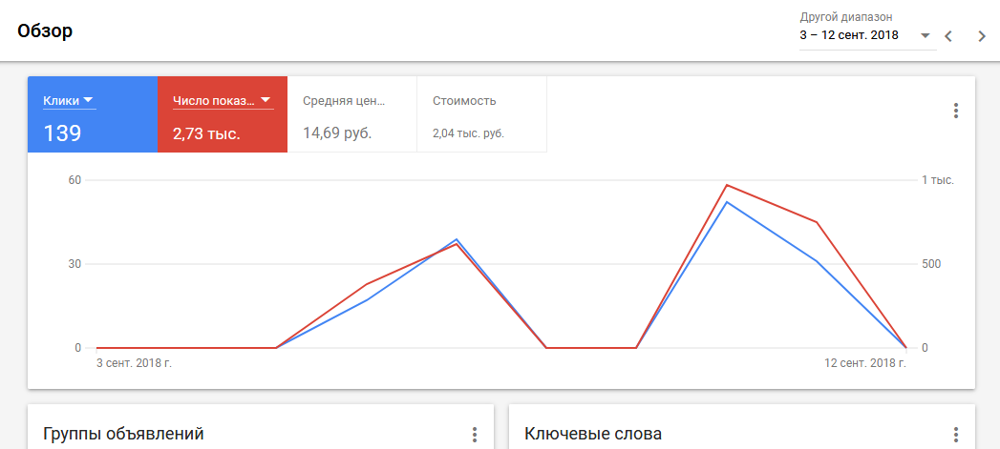 Обзор
Другой диапазон
3 – 12 сент. 2018
Клики
Число показ...
Средняя цен...
Стоимость
139
2,73 тыс.
14,69 руб.
2,04 тыс. руб.
60
1 тыс.
30
500
0
0
3 сент. 2018 г.
12 сент. 2018 г.
Группы объявлений
Ключевые слова